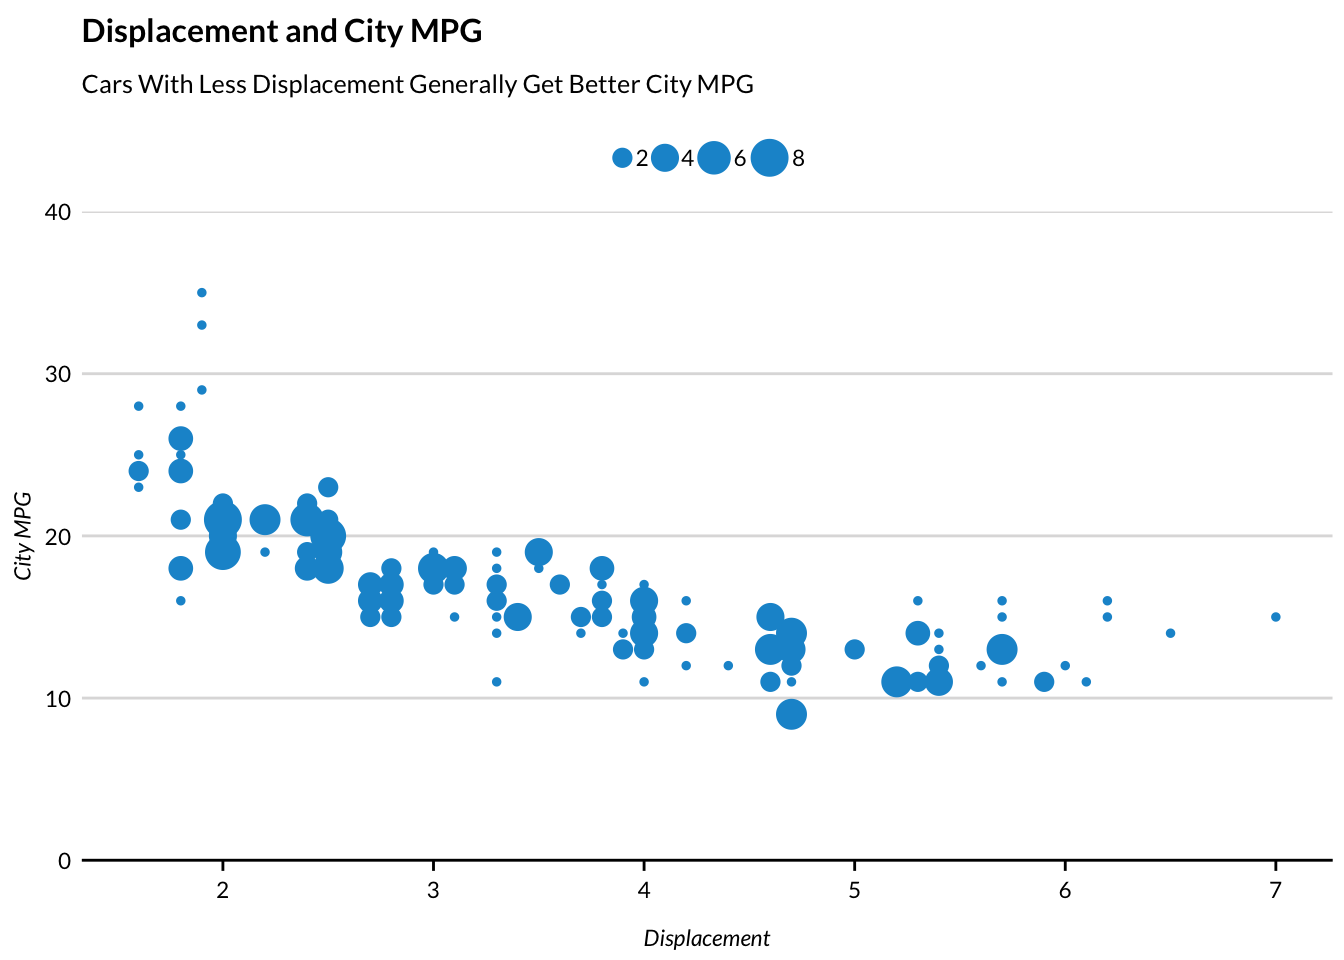 Displacement and City MPG
Cars With Less Displacement Generally Get Better City MPG
2 4 6 8
40
30
20
10
0
City MPG
2 3 4 5 6 7
Displacement